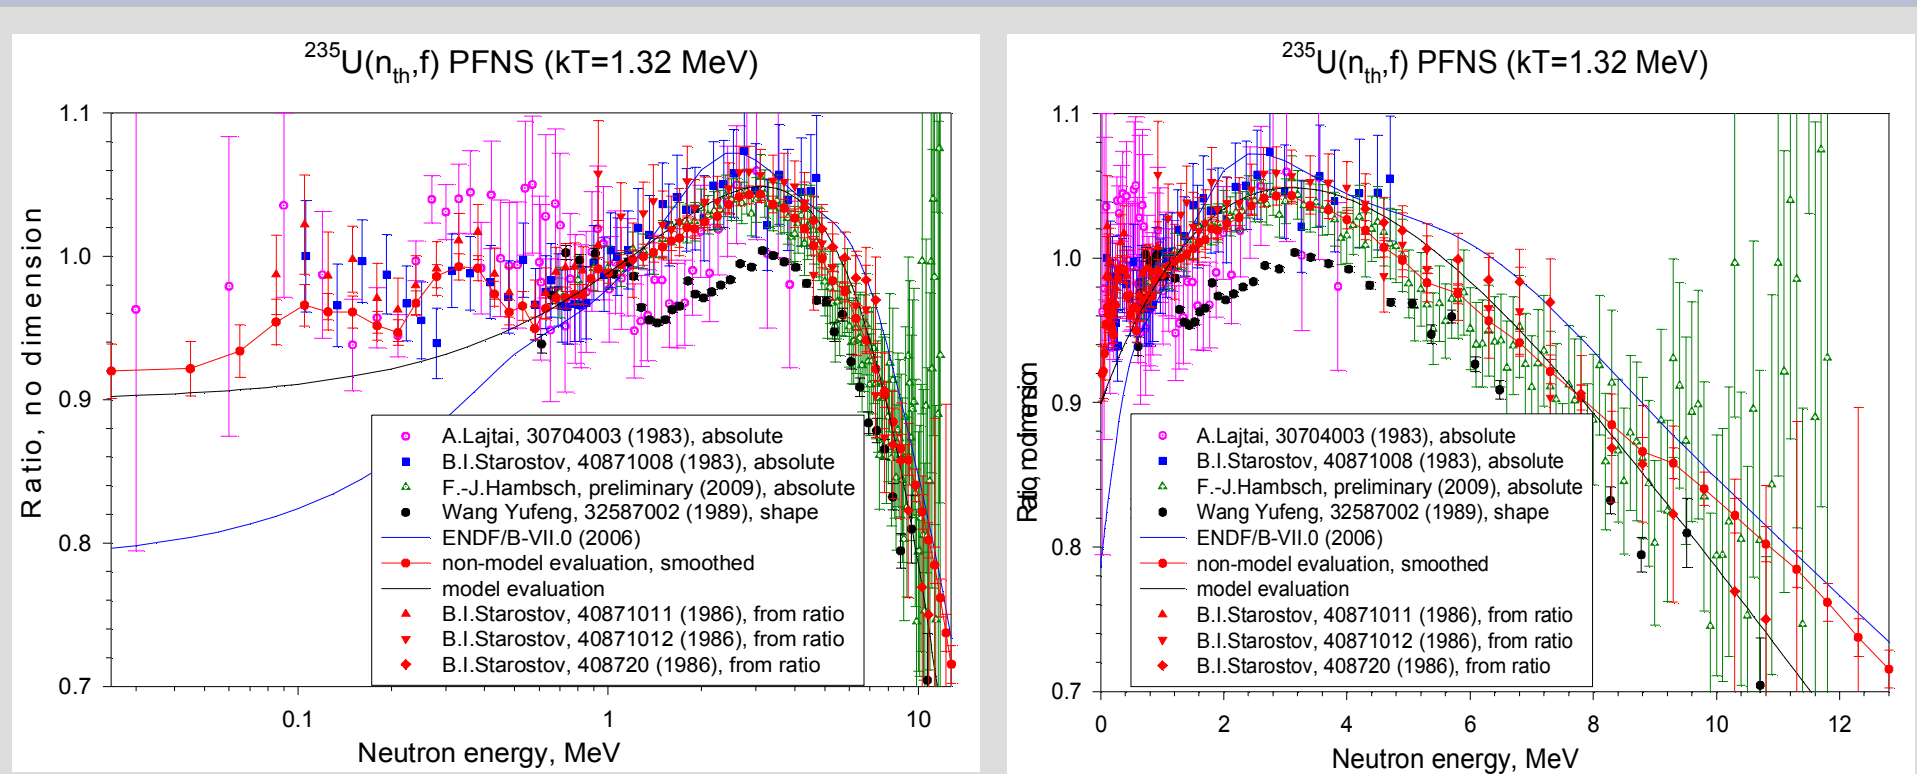 235U(nth,f) PFNS (kT=1.32 MeV)
Ratio, no dimension
1.1
1.0
0.9
0.8
0.7
A.Lajtai, 30704003 (1983), absolute
B.I.Starostov, 40871008 (1983), absolute
F.-J.Hambsch, preliminary (2009), absolute
Wang Yufeng, 32587002 (1989), shape
ENDF/B-VII.0 (2006)
non-model evaluation, smoothed
model evaluation
B.I.Starostov, 40871011 (1986), from ratio
B.I.Starostov, 40871012 (1986), from ratio
B.I.Starostov, 408720 (1986), from ratio
0.1 1 10
Neutron energy, MeV
235U(nth,f) PFNS (kT=1.32 MeV)
Ratio, no dimension
1.1
1.0
0.9
0.8
0.7
A.Lajtai, 30704003 (1983), absolute
B.I.Starostov, 40871008 (1983), absolute
F.-J.Hambsch, preliminary (2009), absolute
Wang Yufeng, 32587002 (1989), shape
ENDF/B-VII.0 (2006)
non-model evaluation, smoothed
model evaluation
B.I.Starostov, 40871011 (1986), from ratio
B.I.Starostov, 40871012 (1986), from ratio
B.I.Starostov, 408720 (1986), from ratio
0 2 4 6 8 10 12
Neutron energy, MeV